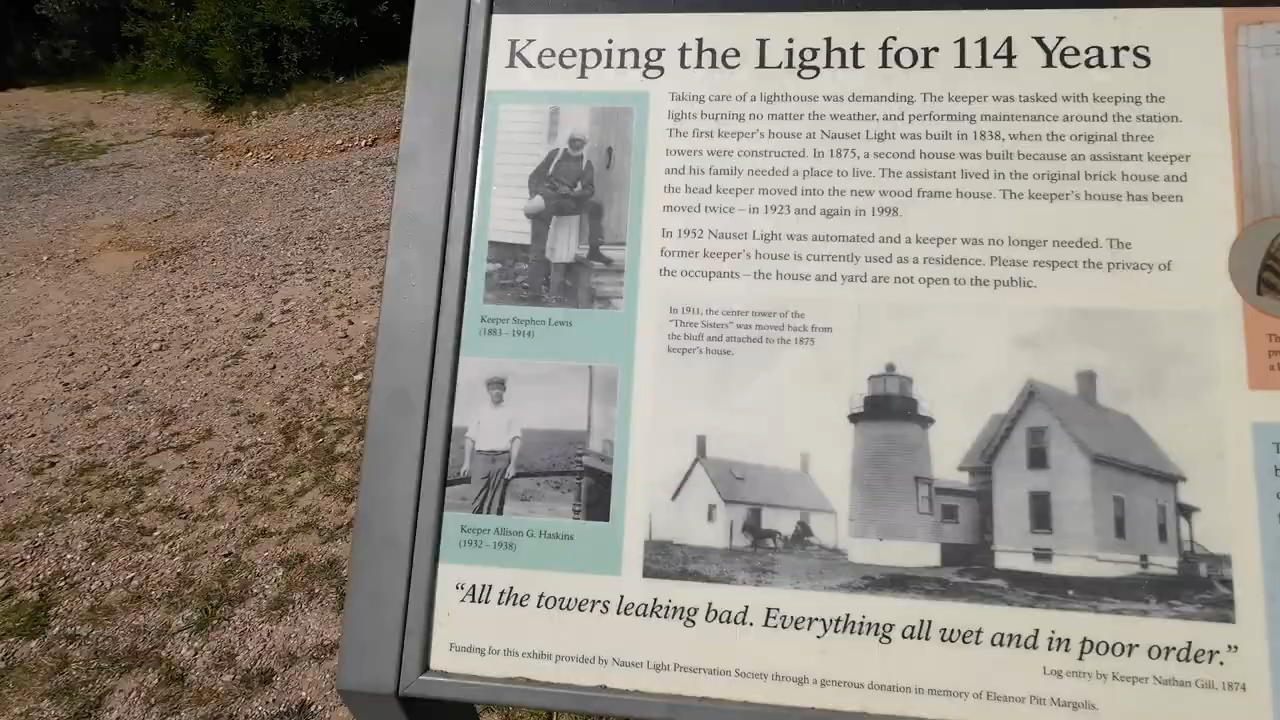 Keeping the Light for 114 Years
Taking care of a lighthouse was demanding. The keeper was tasked with keeping the
lights burning no matter the weather, and performing maintenance around the station.
The first keeper's house at Nauset Light was built in 1838, when the original three
towers were constructed. In 1875, a second house was built because an assistant keeper
and his family needed a place to live. The assistant lived in the original brick house and
the head keeper moved into the new wood frame house. The keeper's house has been
moved twice – in 1923 and again in 1998.
In 1952 Nauset Light was automated and a keeper was no longer needed. The
former keeper's house is currently used as a residence. Please respect the privacy of
the occupants – the house and yard are not open to the public.
Keeper Stephen Lewis
(1883 – 1914)
In 1911, the center tower of the
"Three Sisters" was moved back from
the bluff and attached to the 1875
keeper's house.
Keeper Allison G. Haskins
(1932 – 1938)
“All the towers leaking bad. Everything all wet and in poor order.”
Log entry by Keeper Nathan Gill, 1874
Funding for this exhibit provided by Nauset Light Preservation Society through a generous donation in memory of Eleanor Pitt Margolis.